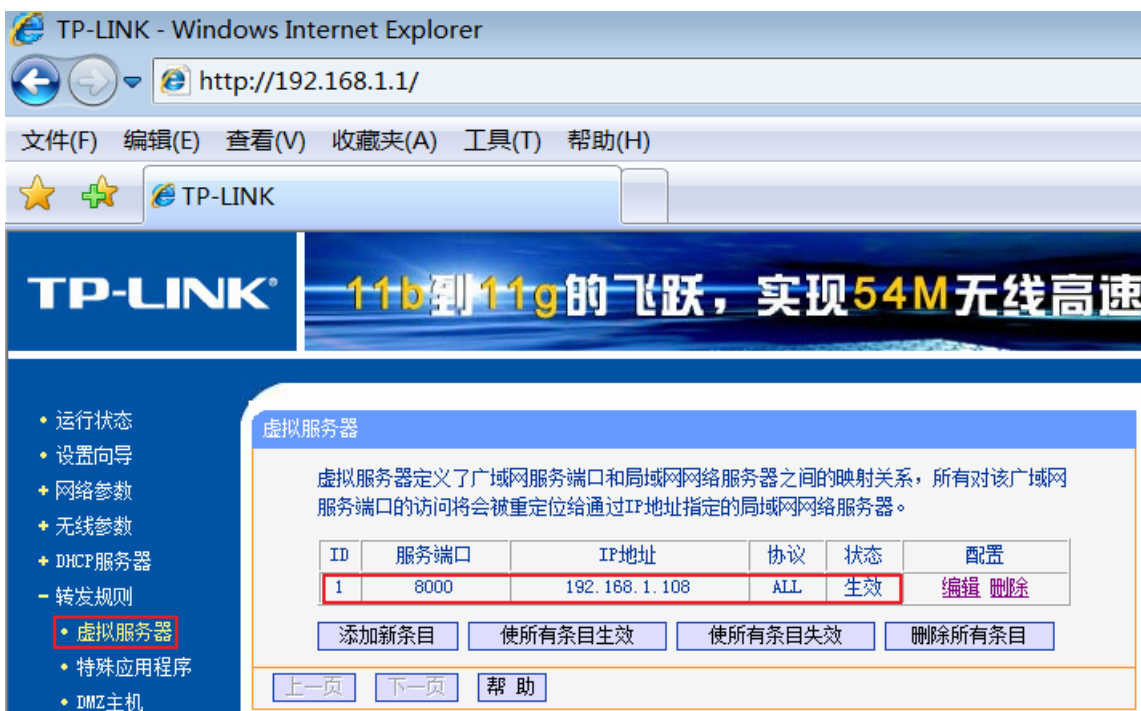 TP-LINK - Windows Internet Explorer
http://192.168.1.1/
文件(F) 编辑(E) 查看(V) 收藏夹(A) 工具(T) 帮助(H)
TP-LINK
TP-LINK® 11b到11g的飞跃，实现54M无线高速
• 运行状态
• 设置向导
+ 网络参数
+ 无线参数
+ DHCP服务器
- 转发规则
• 虚拟服务器
• 特殊应用程序
• DMZ主机
虚拟服务器
虚拟服务器定义了广域网服务端口和局域网网络服务器之间的映射关系，所有对该广域网
服务端口的访问将会被重定位给通过IP地址指定的局域网网络服务器。
ID 服务端口 IP地址 协议 状态 配置
1 8000 192.168.1.108 ALL 生效 编辑 删除
添加新条目 使所有条目生效 使所有条目失效 删除所有条目
上一页 下一页 帮 助